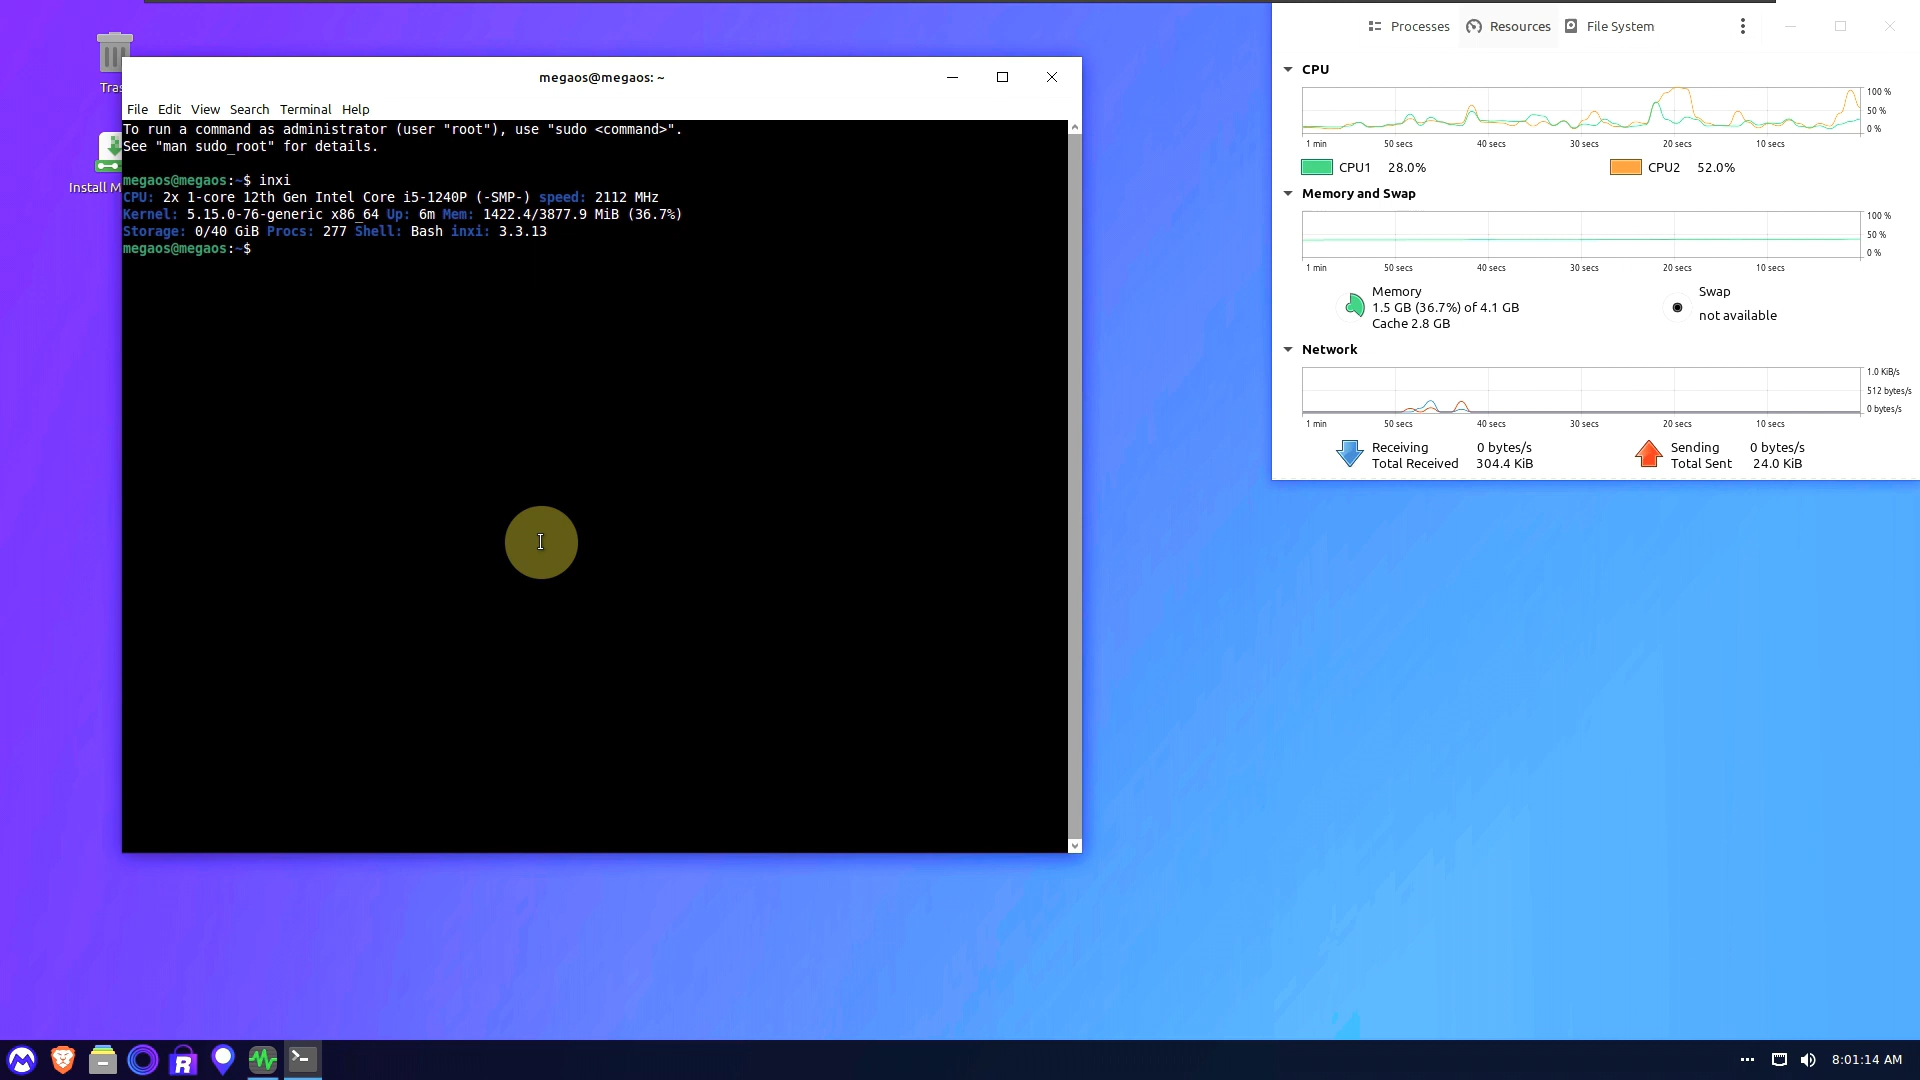 Tras
Install M
megaos@megaos: ~
File Edit View Search Terminal Help
To run a command as administrator (user "root"), use "sudo <command>".
See "man sudo_root" for details.
megaos@megaos:~$ inxi
CPU: 2x 1-core 12th Gen Intel Core i5-1240P (-SMP-) speed: 2112 MHz
Kernel: 5.15.0-76-generic x86_64 Up: 6m Mem: 1422.4/3877.9 MiB (36.7%)
Storage: 0/40 GiB Procs: 277 Shell: Bash inxi: 3.3.13
megaos@megaos:~$
Processes Resources File System
CPU
100 %
50 %
0 %
1 min 50 secs 40 secs 30 secs 20 secs 10 secs
CPU1 28.0% CPU2 52.0%
Memory and Swap
100 %
50 %
0 %
1 min 50 secs 40 secs 30 secs 20 secs 10 secs
Memory
1.5 GB (36.7%) of 4.1 GB
Cache 2.8 GB
Swap
not available
Network
1.0 KiB/s
512 bytes/s
0 bytes/s
1 min 50 secs 40 secs 30 secs 20 secs 10 secs
Receiving 0 bytes/s
Total Received 304.4 KiB
Sending 0 bytes/s
Total Sent 24.0 KiB
8:01:14 AM